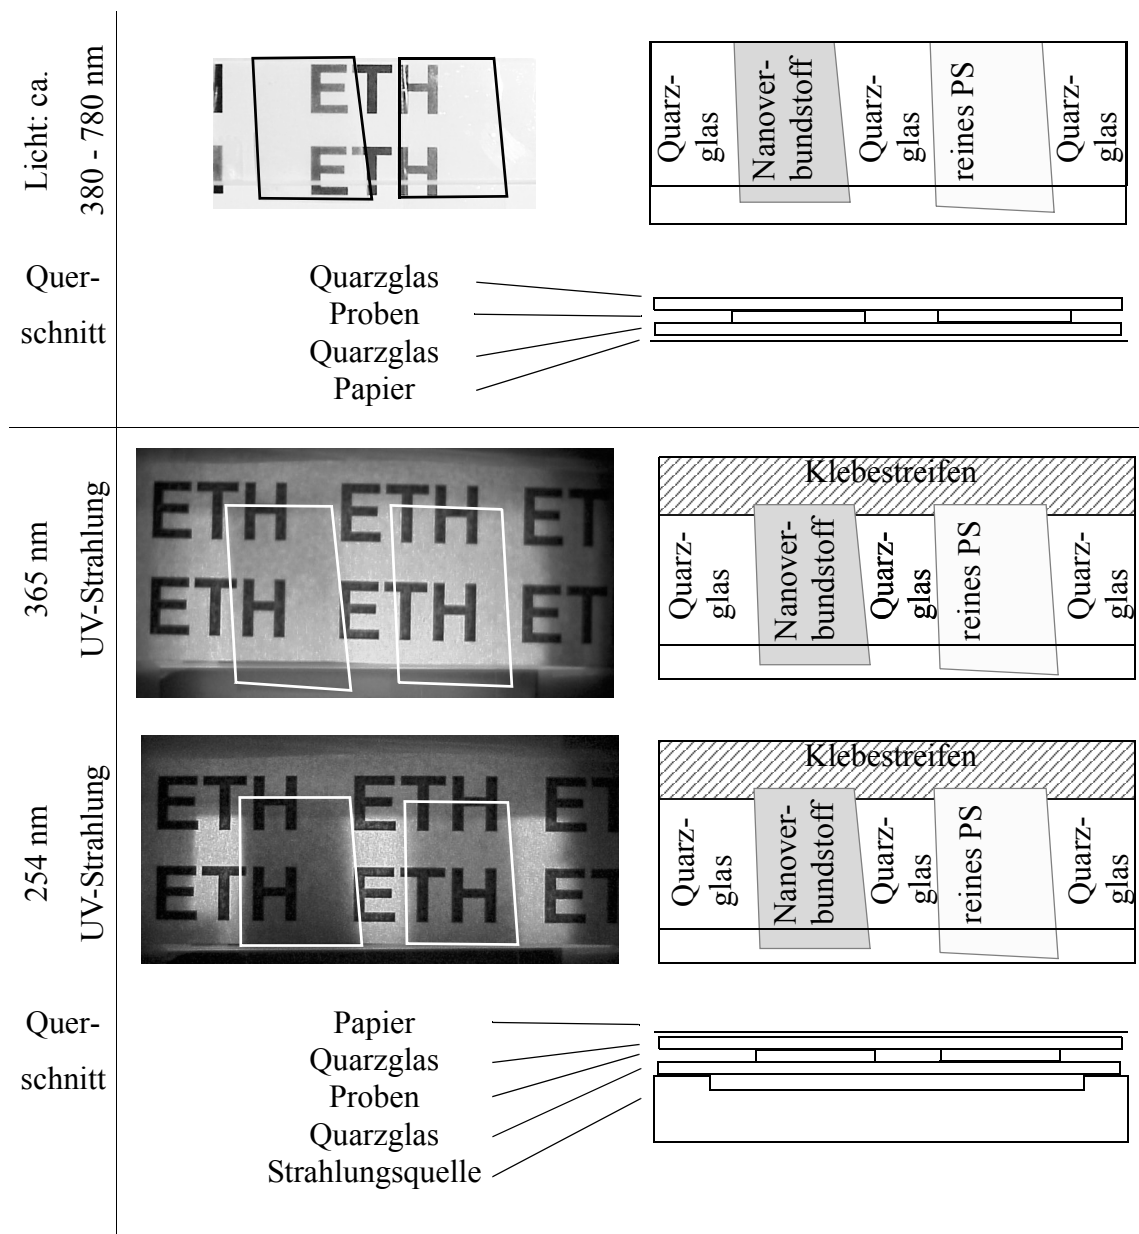 Licht: ca.
380 - 780 nm
ETH
ETH
Quarz-
glas
Nanover-
bundstoff
Quarz-
glas
reines PS
Quarz-
glas
Quer-
schnitt
Quarzglas
Proben
Quarzglas
Papier
365 nm
UV-Strahlung
ETH ETH ET
ETH ETH ET
Klebestreifen
Quarz-
glas
Nanover-
bundstoff
Quarz-
glas
reines PS
Quarz-
glas
254 nm
UV-Strahlung
ETH ETH ET
ETH ETH ET
Klebestreifen
Quarz-
glas
Nanover-
bundstoff
Quarz-
glas
reines PS
Quarz-
glas
Quer-
schnitt
Papier
Quarzglas
Proben
Quarzglas
Strahlungsquelle